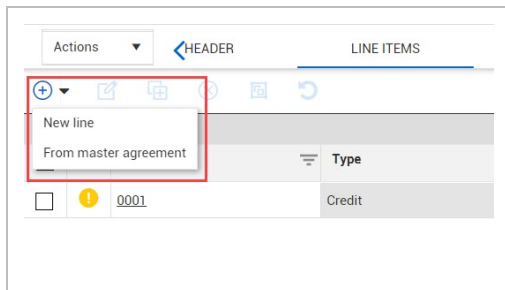 Actions HEADER LINE ITEMS
New line
From master agreement
Type
0001 Credit